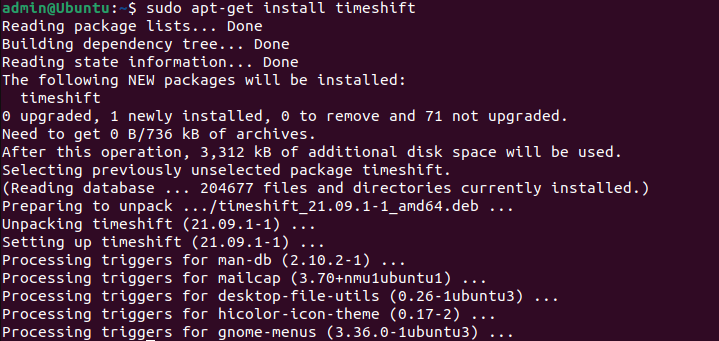 admin@Ubuntu:~$ sudo apt-get install timeshift
Reading package lists... Done
Building dependency tree... Done
Reading state information... Done
The following NEW packages will be installed:
  timeshift
0 upgraded, 1 newly installed, 0 to remove and 71 not upgraded.
Need to get 0 B/736 kB of archives.
After this operation, 3,312 kB of additional disk space will be used.
Selecting previously unselected package timeshift.
(Reading database ... 204677 files and directories currently installed.)
Preparing to unpack .../timeshift_21.09.1-1_amd64.deb ...
Unpacking timeshift (21.09.1-1) ...
Setting up timeshift (21.09.1-1) ...
Processing triggers for man-db (2.10.2-1) ...
Processing triggers for mailcap (3.70+nmu1ubuntu1) ...
Processing triggers for desktop-file-utils (0.26-1ubuntu3) ...
Processing triggers for hicolor-icon-theme (0.17-2) ...
Processing triggers for gnome-menus (3.36.0-1ubuntu3) ...